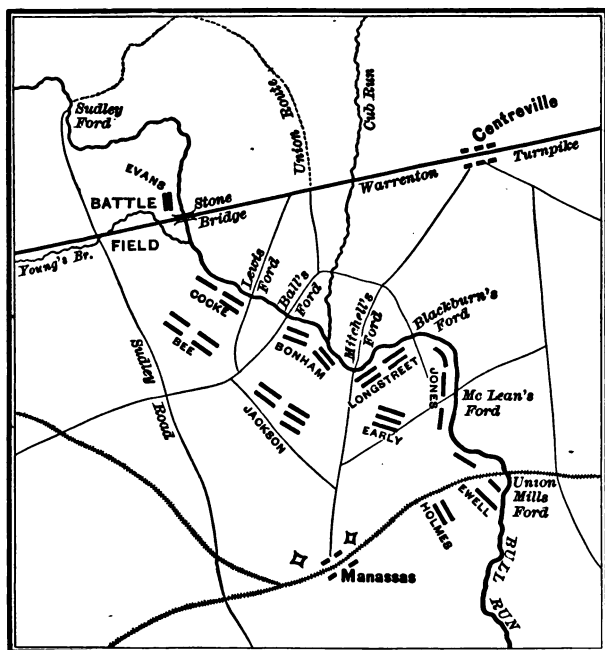 Sudley
Ford
Union Route
Cub Run
Centreville
Warrenton
Turnpike
EVANS
BATTLE
FIELD
Stone
Bridge
Young's Br.
Lewis
Ford
Ball's
Ford
Mitchell's
Ford
Blackburn's
Ford
COCKE
BEE
BONHAM
LONGSTREET
JONES
Mc Lean's
Ford
Sudley
Road
JACKSON
EARLY
EWELL
HOLMES
Union
Mills
Ford
Manassas
BULL
RUN